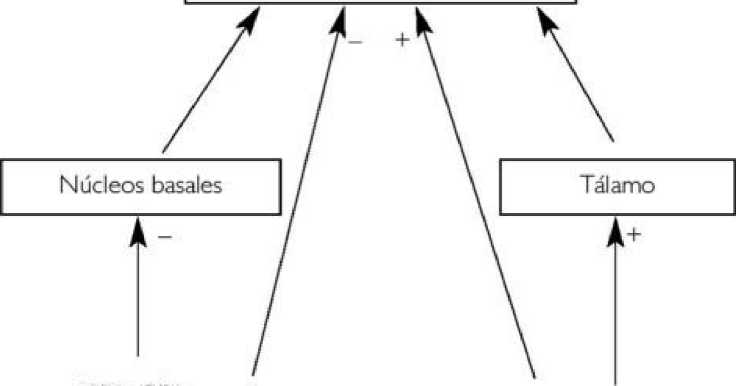 – +
Núcleos basales
Tálamo
– +